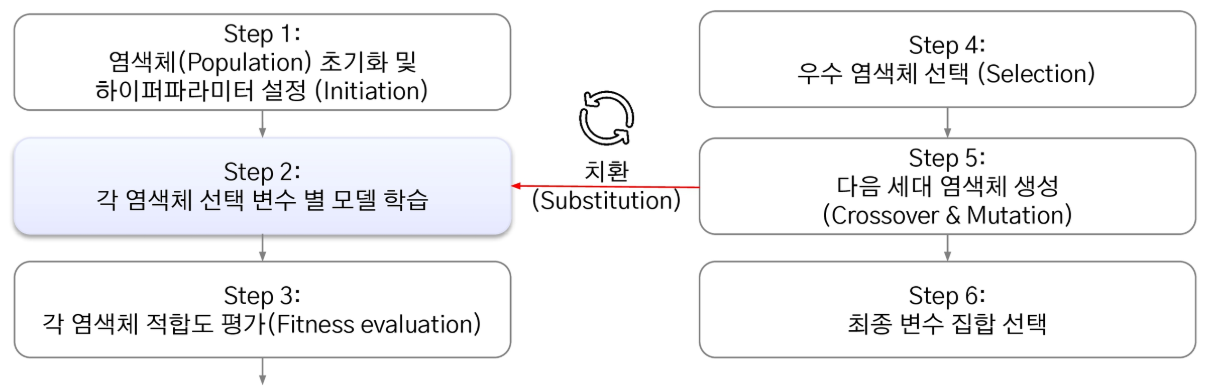 Step 1:
염색체(Population) 초기화 및
하이퍼파라미터 설정 (Initiation)
Step 2:
각 염색체 선택 변수 별 모델 학습
Step 3:
각 염색체 적합도 평가(Fitness evaluation)
치환
(Substitution)
Step 4:
우수 염색체 선택 (Selection)
Step 5:
다음 세대 염색체 생성
(Crossover & Mutation)
Step 6:
최종 변수 집합 선택